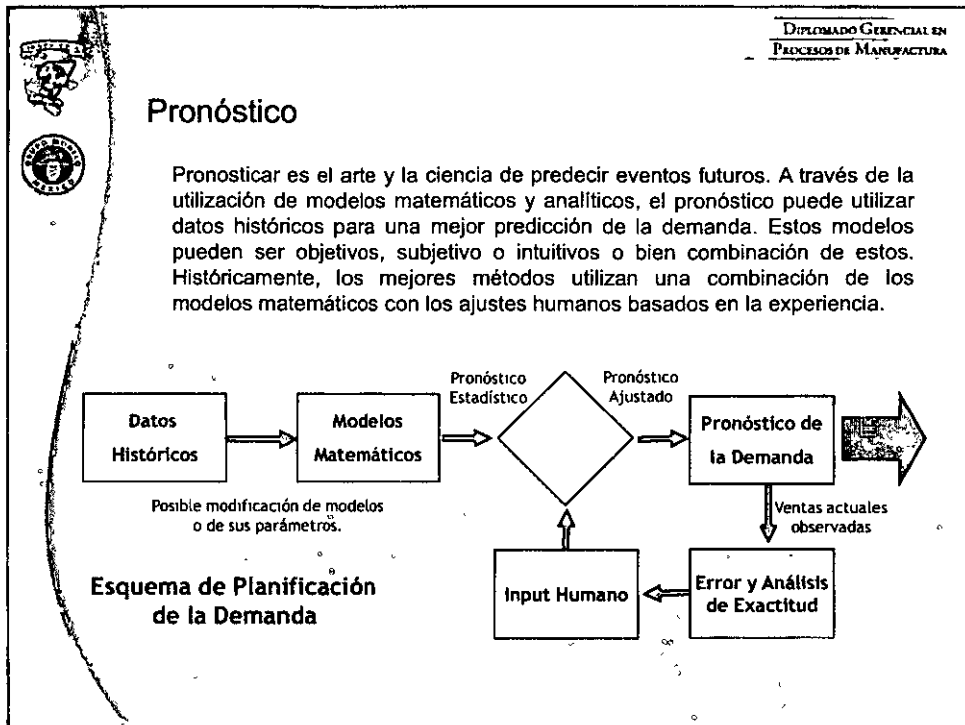 DIPLOMADO GERENCIAL EN
PROCESOS DE MANUFACTURA
Pronóstico
Pronosticar es el arte y la ciencia de predecir eventos futuros. A través de la
utilización de modelos matemáticos y analíticos, el pronóstico puede utilizar
datos históricos para una mejor predicción de la demanda. Estos modelos
pueden ser objetivos, subjetivo o intuitivos o bien combinación de estos.
Históricamente, los mejores métodos utilizan una combinación de los
modelos matemáticos con los ajustes humanos basados en la experiencia.
Datos
Históricos
Modelos
Matemáticos
Pronóstico
Estadístico
Pronóstico
Ajustado
Pronóstico de
la Demanda
Posible modificación de modelos
o de sus parámetros.
Ventas actuales
observadas
Esquema de Planificación
de la Demanda
Input Humano
Error y Análisis
de Exactitud